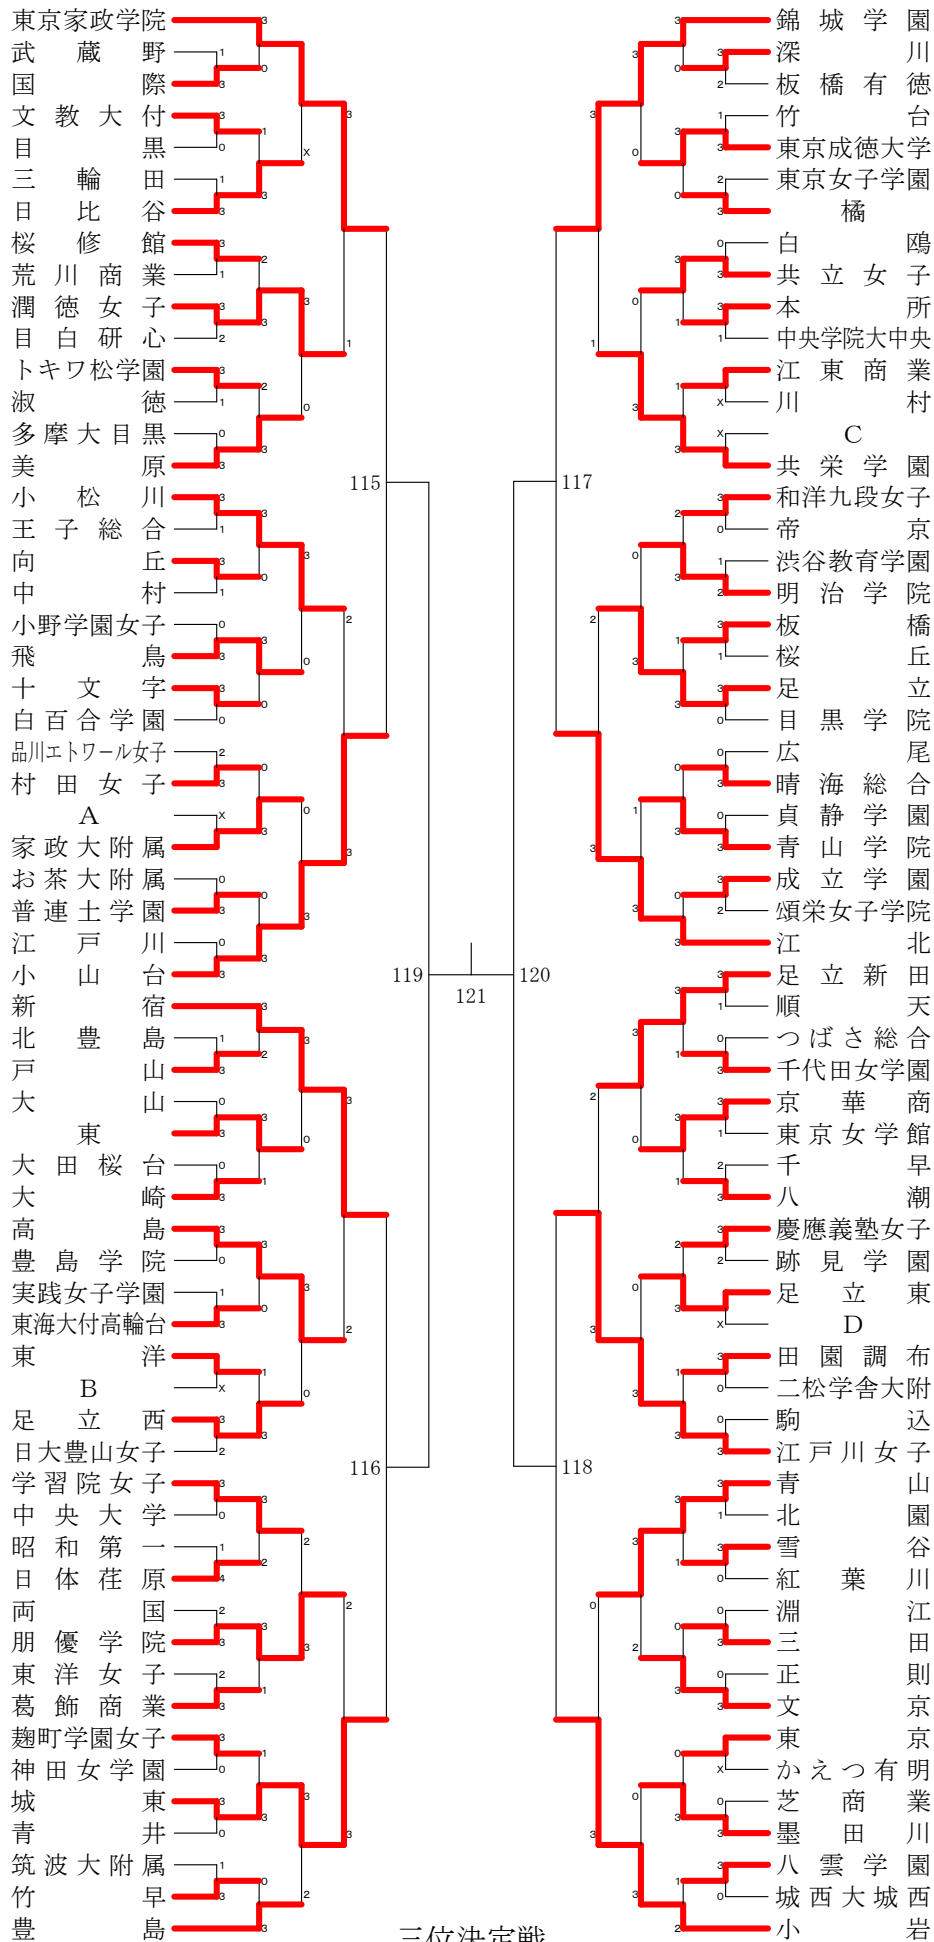 東京家政学院
武蔵野
国際
文教大付
目黒
三輪田
日比谷
桜修館
荒川商業
潤徳女子
目白研心
トキワ松学園
淑徳
多摩大目黒
美原
小松川
王子総合
向丘
中村
小野学園女子
飛鳥
十文字
白百合学園
品川エトワール女子
村田女子
A
家政大附属
お茶大附属
普連土学園
江戸川
小山台
新宿
北豊島
戸山
大山
東
大田桜台
大崎
高島
豊島学院
実践女子学園
東海大付高輪台
東洋
B
足立西
日大豊山女子
学習院女子
中央大学
昭和第一
日体荏原
両国
朋優学院
東洋女子
葛飾商業
麹町学園女子
神田女学園
城東
青井
筑波大附属
竹早
豊島
115
116
119
121
120
117
118
三位決定戦
錦城学園
深川
板橋有徳
竹台
東京成徳大学
東京女子学園
橘
白鴎
共立女子
本所
中央学院大中央
江東商業
川村
C
共栄学園
和洋九段女子
帝京
渋谷教育学園
明治学院
板橋
桜丘
足立
目黒学院
広尾
晴海総合
貞静学園
青山学院
成立学園
頌栄女子学院
江北
足立新田
順天
つばさ総合
千代田女学園
京華商
東京女学館
千早
八潮
慶應義塾女子
跡見学園
足立東
D
田園調布
二松学舎大附
駒込
江戸川女子
青山
北園
雪谷
紅葉川
淵江
三田
正則
文京
東京
かえつ有明
芝商業
墨田川
八雲学園
城西大城西
小岩